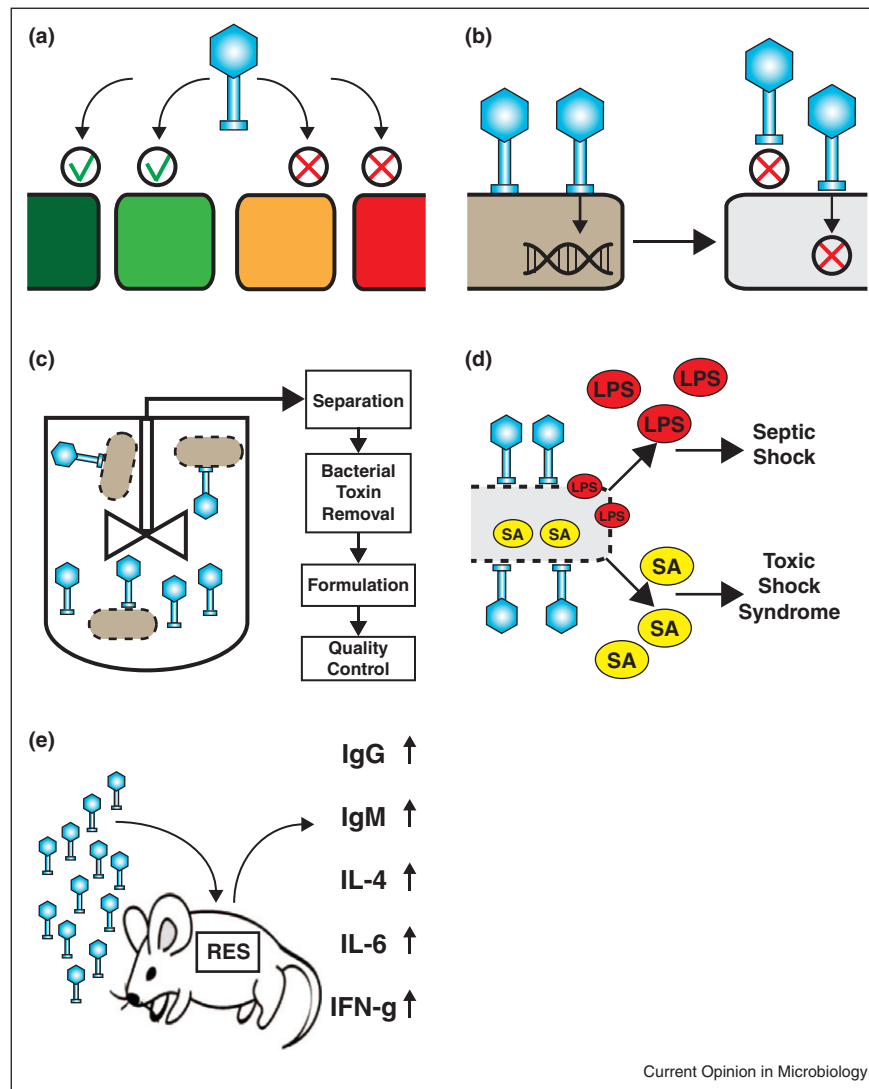 (a)
(b)
(c)
Separation
Bacterial
Toxin
Removal
Formulation
Quality
Control
(d)
LPS
LPS
LPS
LPS
LPS
SA
SA
SA
SA
SA
Septic
Shock
Toxic
Shock
Syndrome
(e)
RES
IgG
IgM
IL-4
IL-6
IFN-g
Current Opinion in Microbiology